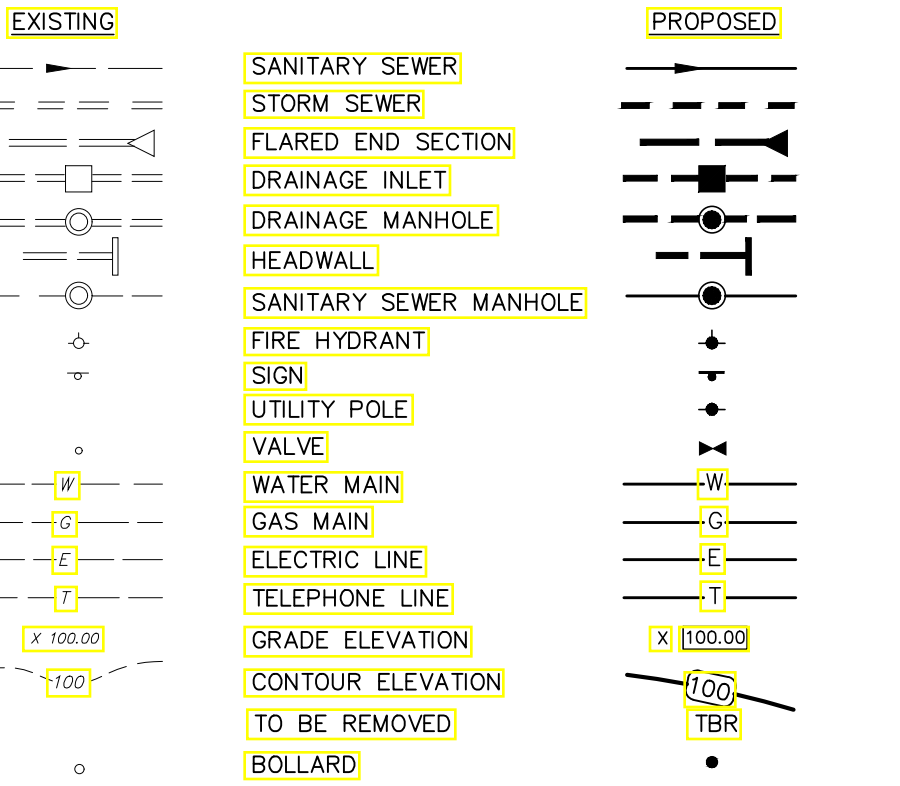 EXISTING PROPOSED
SANITARY SEWER
STORM SEWER
FLARED END SECTION
DRAINAGE INLET
DRAINAGE MANHOLE
HEADWALL
SANITARY SEWER MANHOLE
FIRE HYDRANT
SIGN
UTILITY POLE
VALVE
W WATER MAIN W
G GAS MAIN G
E ELECTRIC LINE E
T TELEPHONE LINE T
X 100.00 GRADE ELEVATION X 100.00
100 CONTOUR ELEVATION 100
TO BE REMOVED TBR
BOLLARD